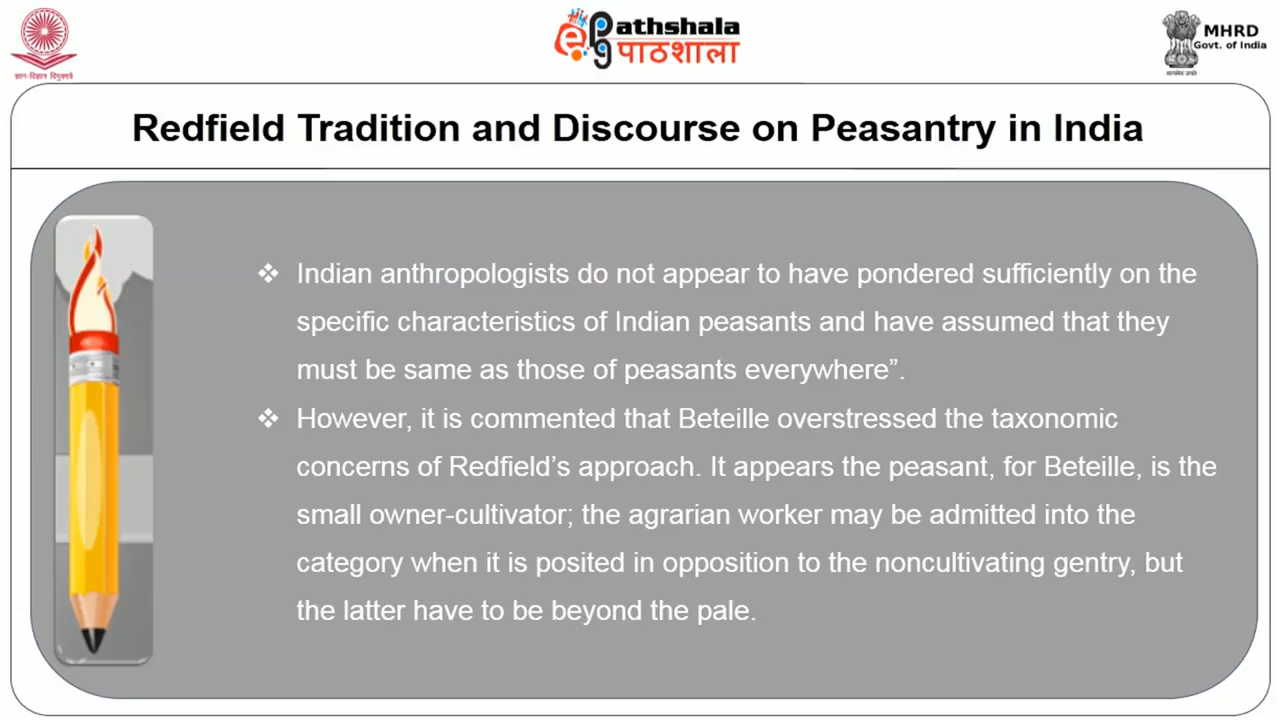 ज्ञान-विज्ञान विमुक्तये
ePathshala
पाठशाला
MHRD
Govt. of India
सत्यमेव जयते
Redfield Tradition and Discourse on Peasantry in India
❖ Indian anthropologists do not appear to have pondered sufficiently on the
specific characteristics of Indian peasants and have assumed that they
must be same as those of peasants everywhere”.
❖ However, it is commented that Beteille overstressed the taxonomic
concerns of Redfield’s approach. It appears the peasant, for Beteille, is the
small owner-cultivator; the agrarian worker may be admitted into the
category when it is posited in opposition to the noncultivating gentry, but
the latter have to be beyond the pale.